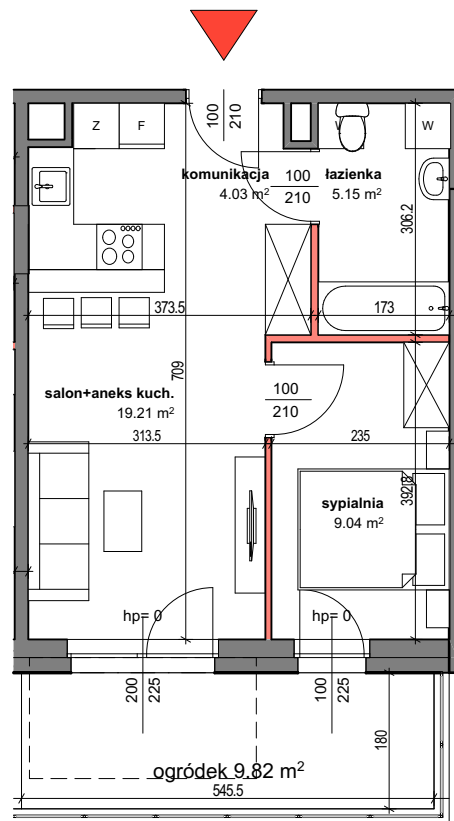 100
210
Z
F
W
komunikacja
4.03 m²
100
210
łazienka
5.15 m²
306.2
373.5
173
709
salon+aneks kuch.
19.21 m²
100
210
313.5
235
392.8
sypialnia
9.04 m²
hp= 0
hp= 0
200
225
100
225
180
ogródek 9.82 m²
545.5